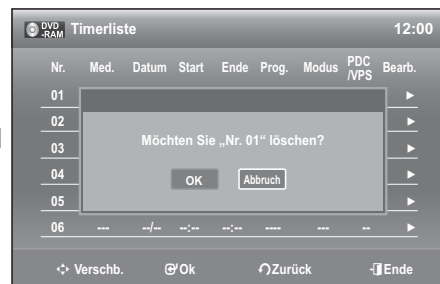 DVD-RAM Timerliste 12:00
Nr. Med. Datum Start Ende Prog. Modus PDC/VPS Bearb.
01 ►
02 ►
Möchten Sie „Nr. 01“ löschen?
03 ►
04 ►
OK Abbruch
05 ►
06 --- --/-- --:-- --:-- ---- --- -- ►
Verschb. Ok Zurück Ende